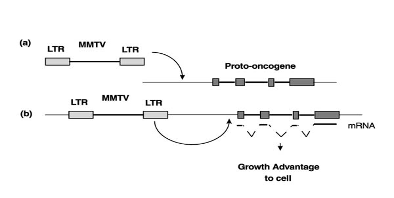 (a)
LTR MMTV LTR
Proto-oncogene
(b)
LTR MMTV LTR
mRNA
Growth Advantage
to cell